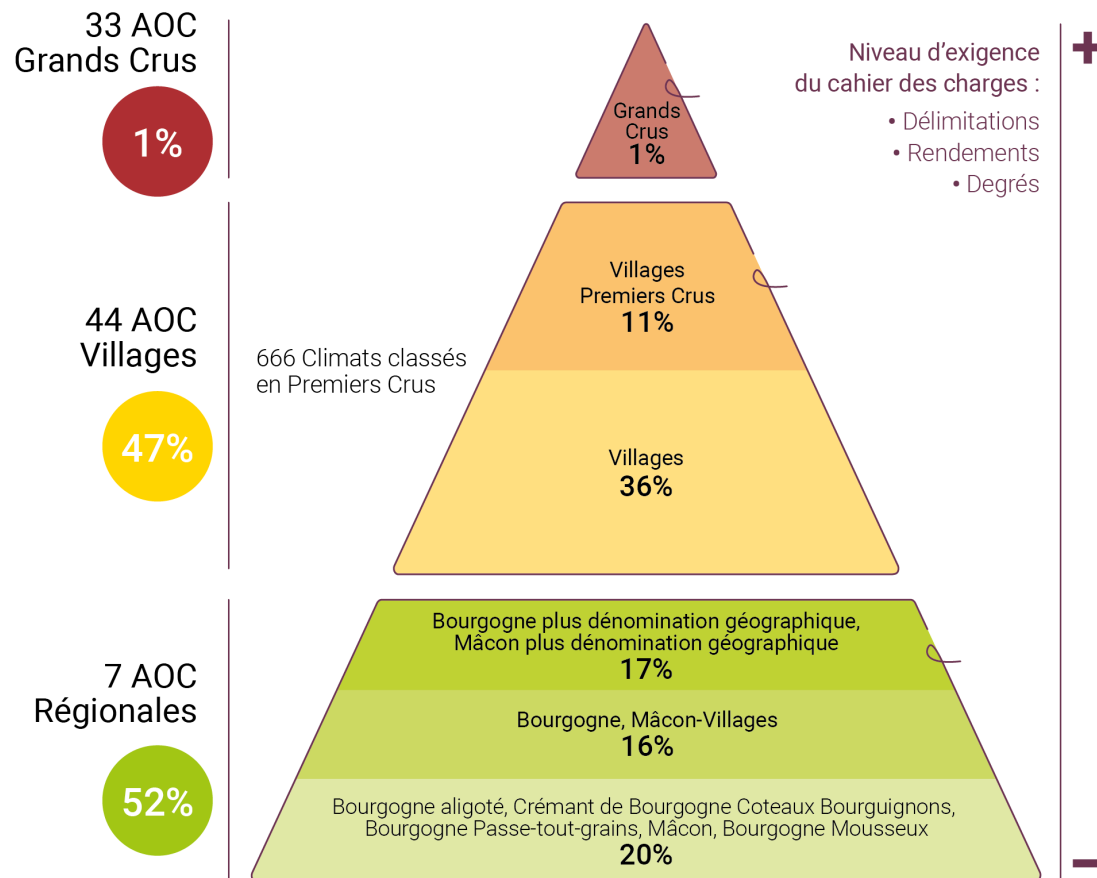 33 AOC
Grands Crus
1%
44 AOC
Villages
47%
7 AOC
Régionales
52%
666 Climats classés
en Premiers Crus
Grands
Crus
1%
Villages
Premiers Crus
11%
Villages
36%
Bourgogne plus dénomination géographique,
Mâcon plus dénomination géographique
17%
Bourgogne, Mâcon-Villages
16%
Bourgogne aligoté, Crémant de Bourgogne Coteaux Bourguignons,
Bourgogne Passe-tout-grains, Mâcon, Bourgogne Mousseux
20%
Niveau d'exigence
du cahier des charges :
• Délimitations
• Rendements
• Degrés
+
−